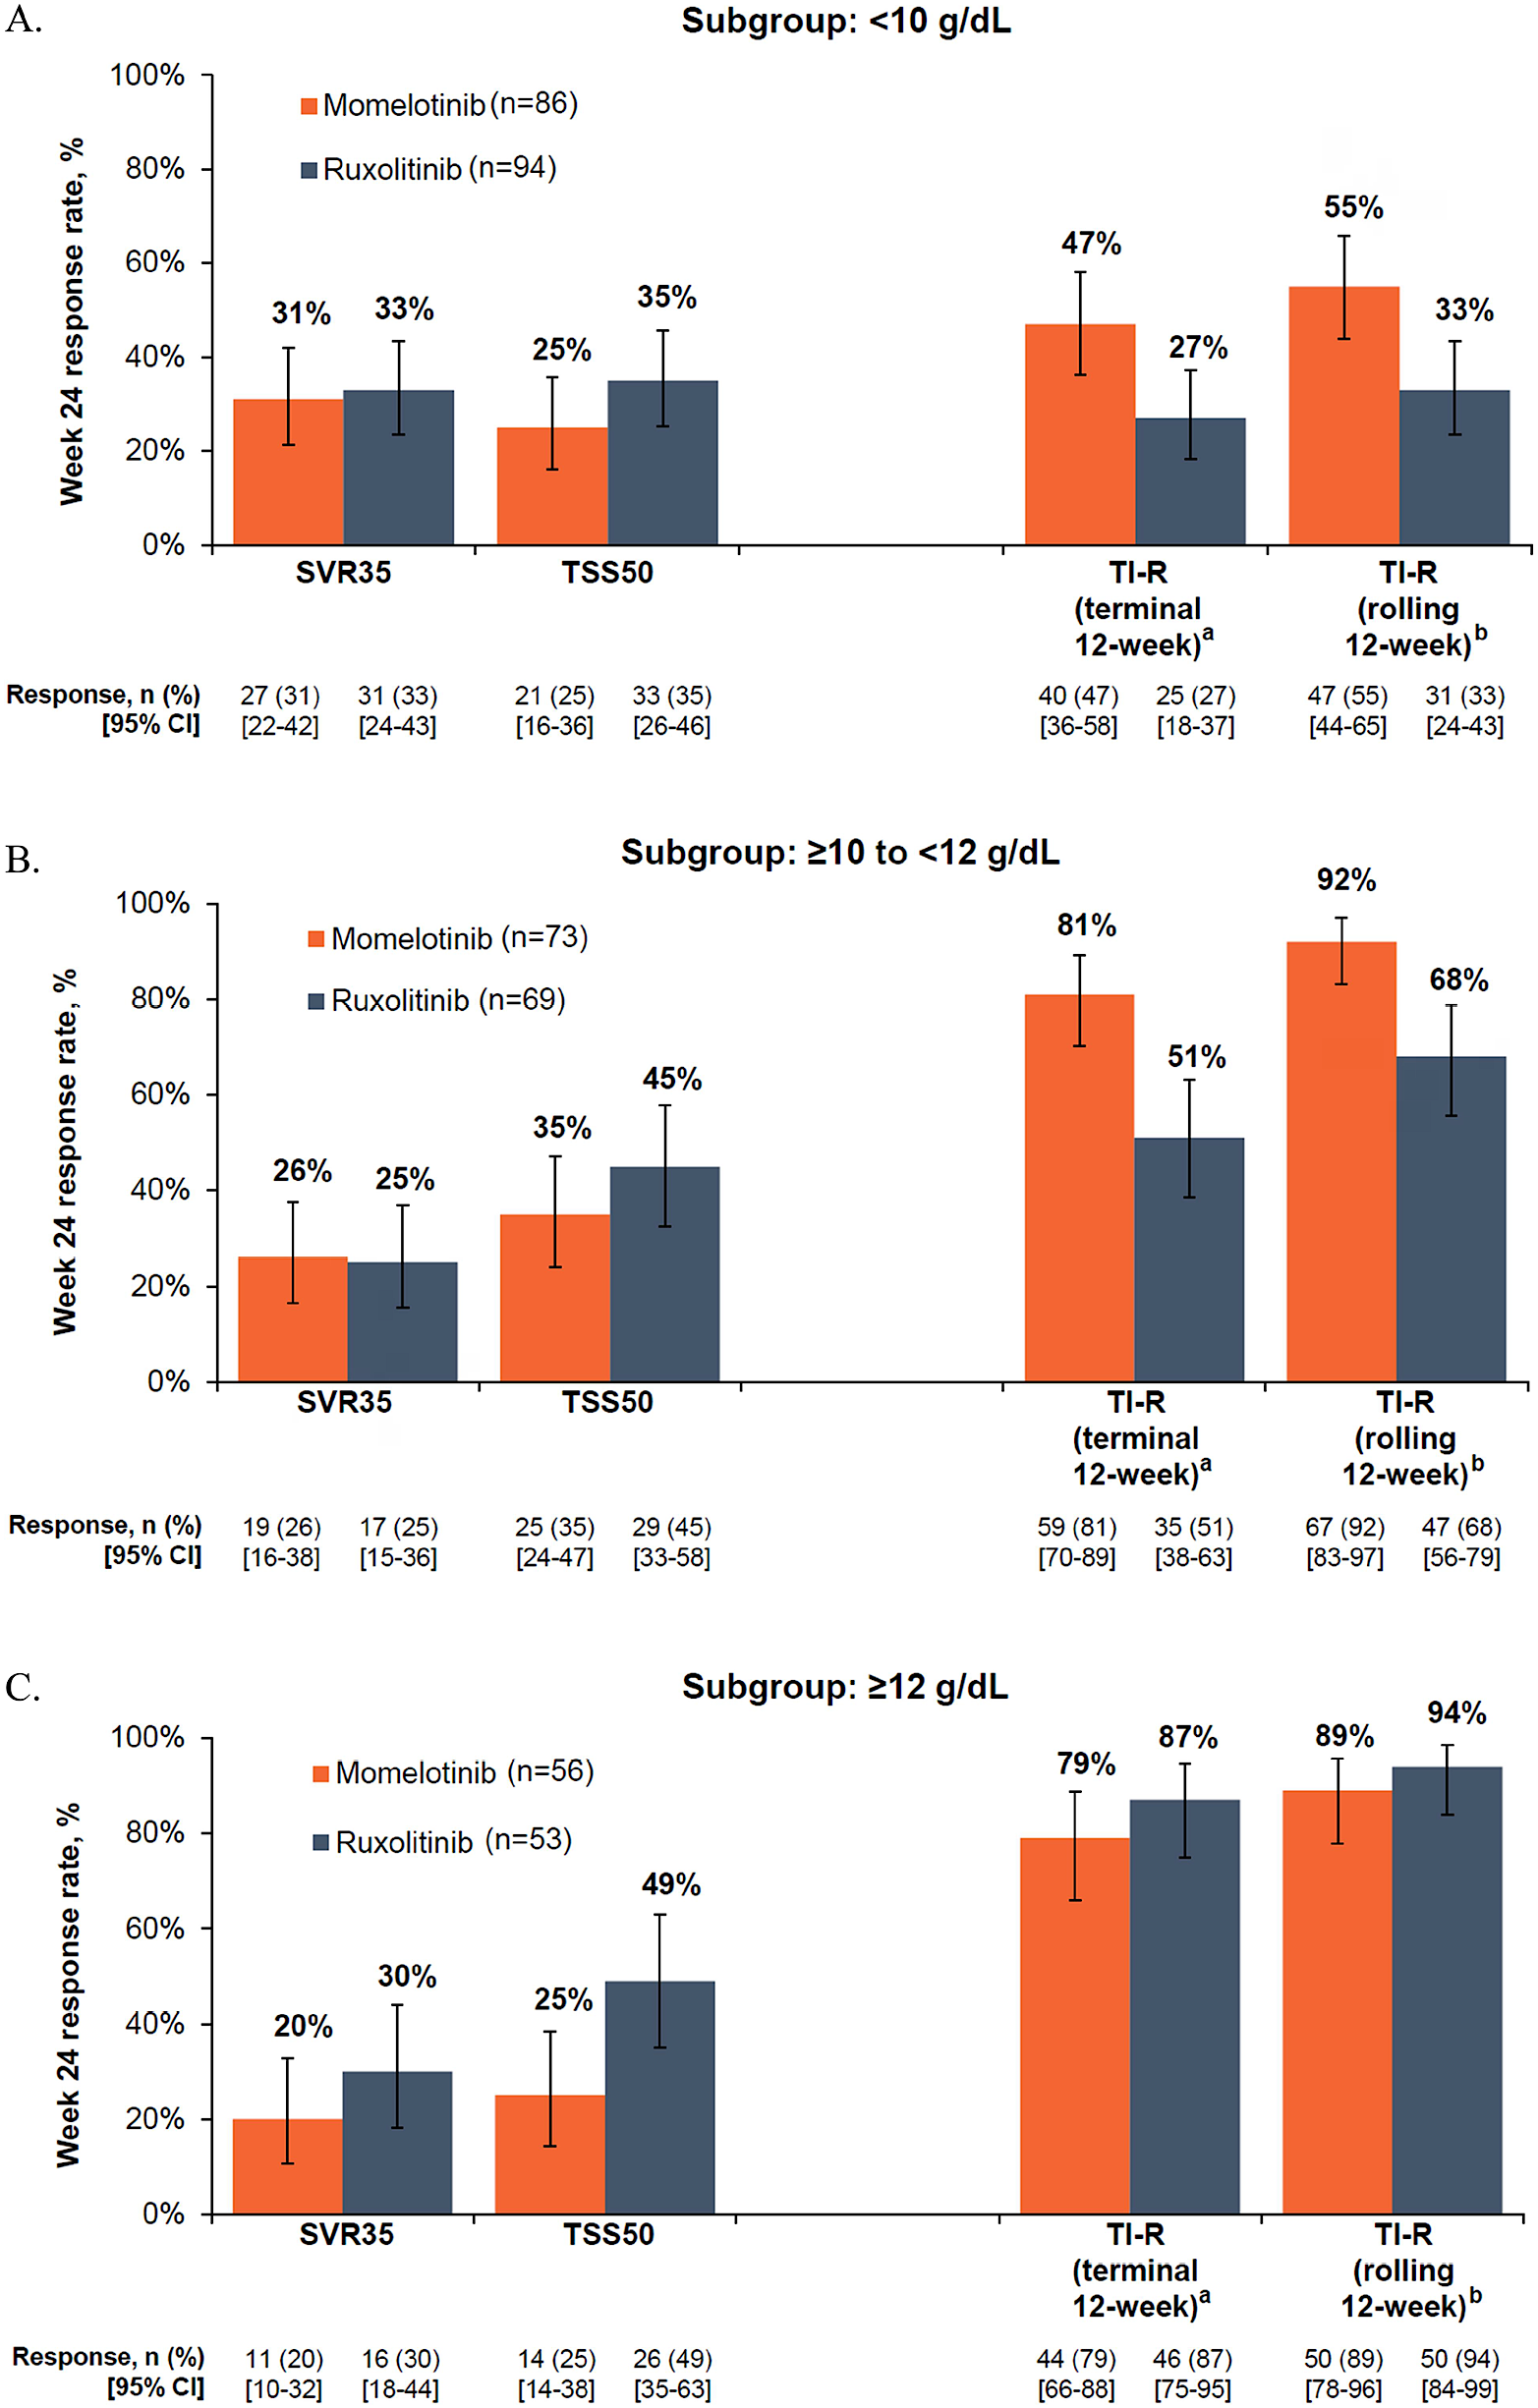 A.
Subgroup: <10 g/dL
Week 24 response rate, %
100%
80%
60%
40%
20%
0%
Momelotinib (n=86)
Ruxolitinib (n=94)
31%
33%
25%
35%
47%
27%
55%
33%
SVR35
TSS50
TI-R
(terminal
12-week)a
TI-R
(rolling
12-week)b
Response, n (%) 27 (31) 31 (33) 21 (25) 33 (35) 40 (47) 25 (27) 47 (55) 31 (33)
[95% CI] [22-42] [24-43] [16-36] [26-46] [36-58] [18-37] [44-65] [24-43]
B.
Subgroup: ≥10 to <12 g/dL
Week 24 response rate, %
100%
80%
60%
40%
20%
0%
Momelotinib (n=73)
Ruxolitinib (n=69)
26%
25%
35%
45%
81%
51%
92%
68%
SVR35
TSS50
TI-R
(terminal
12-week)a
TI-R
(rolling
12-week)b
Response, n (%) 19 (26) 17 (25) 25 (35) 29 (45) 59 (81) 35 (51) 67 (92) 47 (68)
[95% CI] [16-38] [15-36] [24-47] [33-58] [70-89] [38-63] [83-97] [56-79]
C.
Subgroup: ≥12 g/dL
Week 24 response rate, %
100%
80%
60%
40%
20%
0%
Momelotinib (n=56)
Ruxolitinib (n=53)
20%
30%
25%
49%
79%
87%
89%
94%
SVR35
TSS50
TI-R
(terminal
12-week)a
TI-R
(rolling
12-week)b
Response, n (%) 11 (20) 16 (30) 14 (25) 26 (49) 44 (79) 46 (87) 50 (89) 50 (94)
[95% CI] [10-32] [18-44] [14-38] [35-63] [66-88] [75-95] [78-96] [84-99]